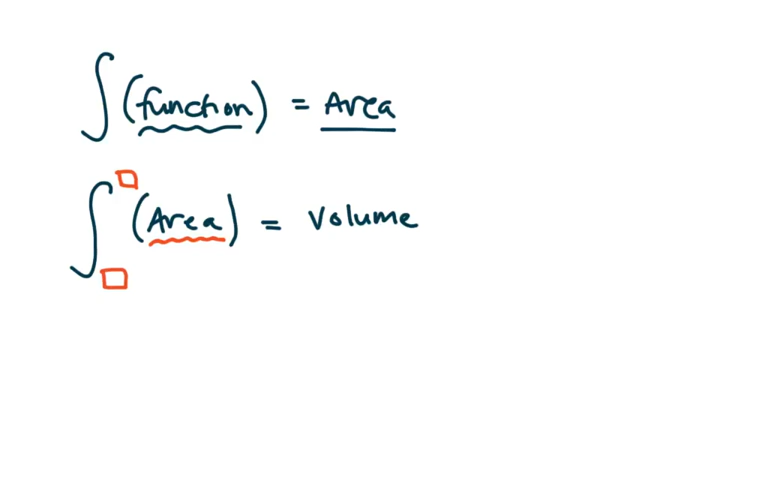 ∫(function) = Area
∫(Area) = Volume